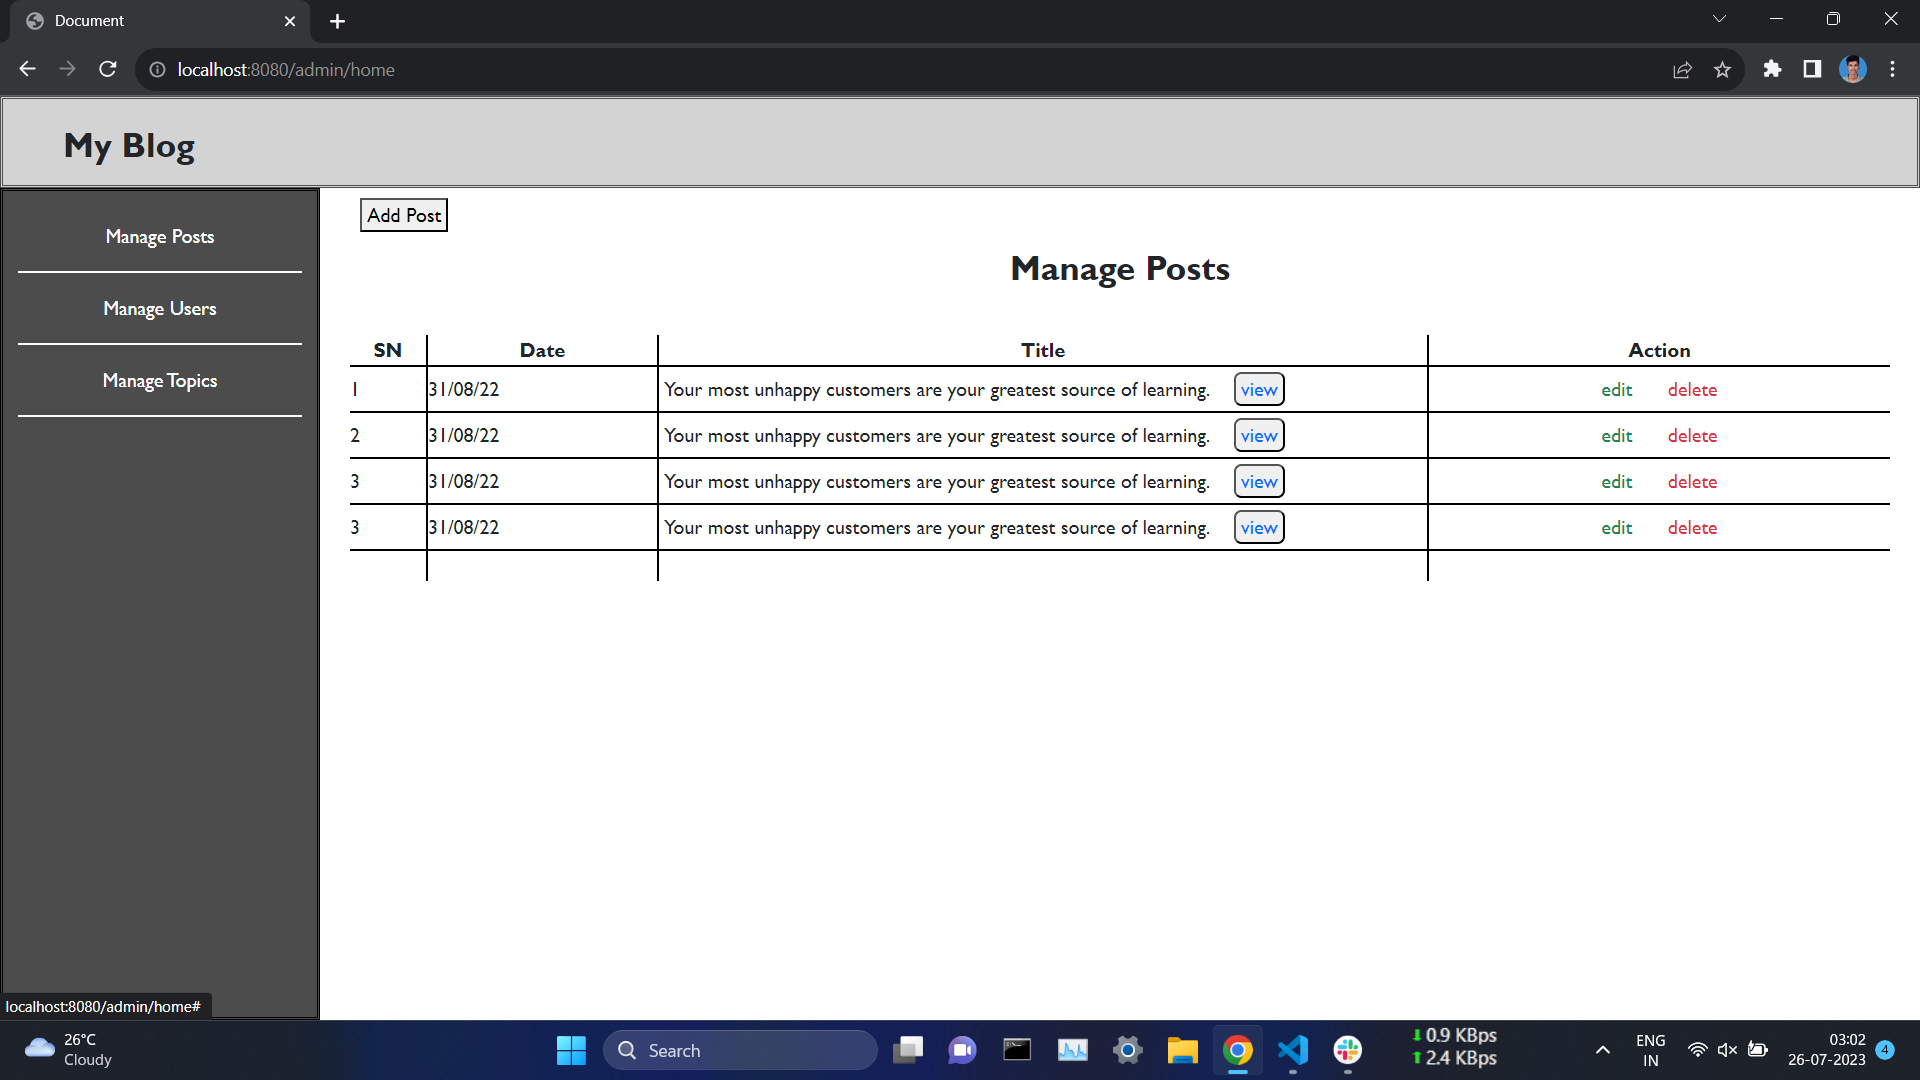 Document
localhost:8080/admin/home
My Blog
Manage Posts
Manage Users
Manage Topics
Add Post
Manage Posts
SN Date Title Action
1 31/08/22 Your most unhappy customers are your greatest source of learning. view edit delete
2 31/08/22 Your most unhappy customers are your greatest source of learning. view edit delete
3 31/08/22 Your most unhappy customers are your greatest source of learning. view edit delete
3 31/08/22 Your most unhappy customers are your greatest source of learning. view edit delete
localhost:8080/admin/home#
26°C
Cloudy
Search
0.9 KBps
2.4 KBps
ENG
IN
03:02
26-07-2023
4